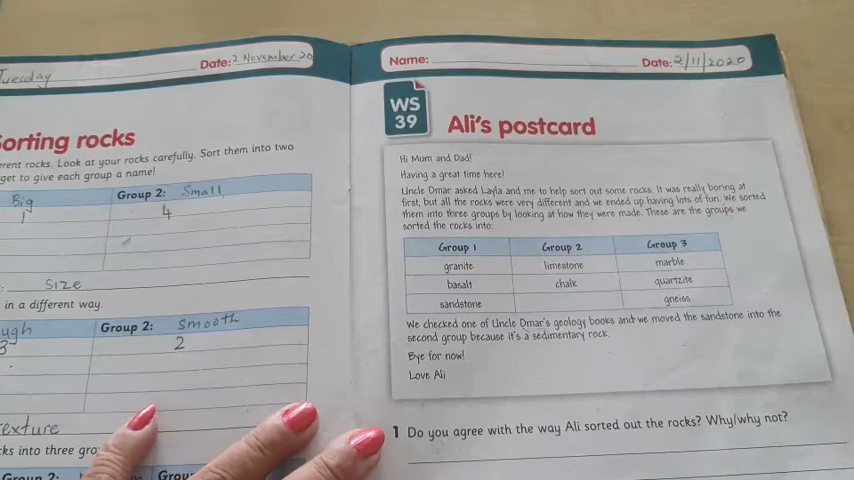 Tuesday
Date: 2 November 20
Sorting rocks
erent rocks. Look at your rocks carefully. Sort them into two
get to give each group a name!
Big
Group 2: Small
1
4
Size
in a different way.
ugh
Group 2: Smooth
3
2
Texture
cks into three gro
Group 2:
Grou
Name:
Date: 2/11/2020
WS
39
Ali's postcard
Hi Mum and Dad!
Having a great time here!
Uncle Omar asked Layla and me to help sort out some rocks. It was really boring at
first, but all the rocks were very different and we ended up having lots of fun. We sorted
them into three groups by looking at how they were made. These are the groups we
sorted the rocks into:
Group 1 Group 2 Group 3
granite limestone marble
basalt chalk quartzite
sandstone gneiss
We checked one of Uncle Omar's geology books and we moved the sandstone into the
second group because it's a sedimentary rock.
Bye for now!
Love Ali
1 Do you agree with the way Ali sorted out the rocks? Why/why not?